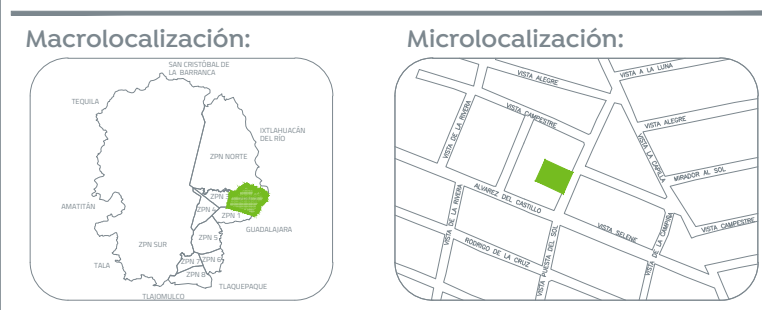 Macrolocalización:
SAN CRISTÓBAL DE
LA BARRANCA
TEQUILA
IXTLAHUACÁN
DEL RÍO
ZPN NORTE
ZPN
AMATITÁN
ZPN 4
ZPN 1
GUADALAJARA
ZPN 5
ZPN SUR
TALA
ZPN 7
ZPN 6
ZPN 8
TLAQUEPAQUE
TLAJOMULCO
Microlocalización:
VISTA A LA LUNA
VISTA ALEGRE
VISTA DE LA RIVERA
VISTA CAMPESTRE
VISTA ALEGRE
VISTA LA CAPILLA
MIRADOR AL SOL
ALVAREZ DEL CASTILLO
VISTA DE LA RIVERA
VISTA SELENE
VISTA DE LA CAMPIÑA
VISTA CAMPESTRE
VISTA PUESTA DEL SOL
RODRIGO DE LA CRUZ